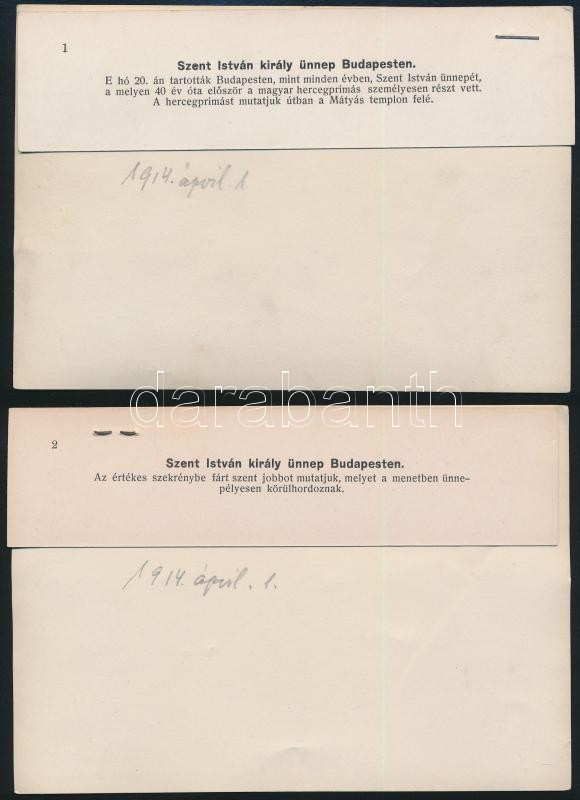 1
Szent István király ünnep Budapesten.
E hó 20. án tartották Budapesten, mint minden évben, Szent István ünnepét,
a melyen 40 év óta először a magyar hercegprimás személyesen részt vett.
A hercegprimást mutatjuk útban a Mátyás templon felé.
1914. ápril. 1.
darabanth
2
Szent István király ünnep Budapesten.
Az értékes szekrénybe fárt szent jobbot mutatjuk, melyet a menetben ünne-
pélyesen körülhordoznak.
1914. ápril. 1.